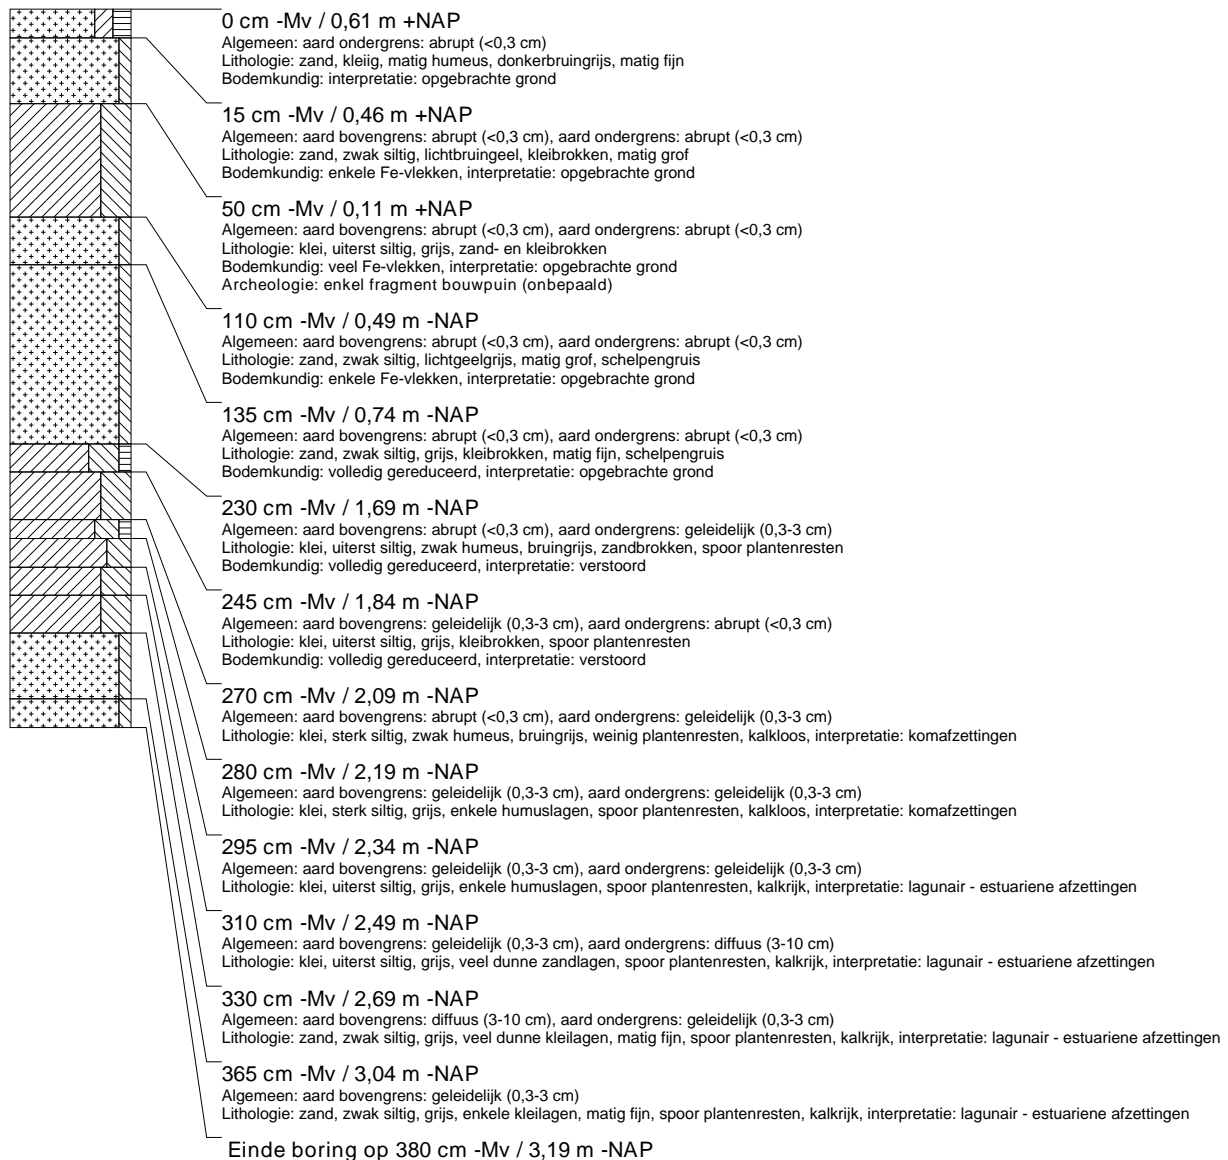 0 cm -Mv / 0,61 m +NAP
Algemeen: aard ondergrens: abrupt (<0,3 cm)
Lithologie: zand, kleiig, matig humeus, donkerbruingrijs, matig fijn
Bodemkundig: interpretatie: opgebrachte grond
15 cm -Mv / 0,46 m +NAP
Algemeen: aard bovengrens: abrupt (<0,3 cm), aard ondergrens: abrupt (<0,3 cm)
Lithologie: zand, zwak siltig, lichtbruingeel, kleibrokken, matig grof
Bodemkundig: enkele Fe-vlekken, interpretatie: opgebrachte grond
50 cm -Mv / 0,11 m +NAP
Algemeen: aard bovengrens: abrupt (<0,3 cm), aard ondergrens: abrupt (<0,3 cm)
Lithologie: klei, uiterst siltig, grijs, zand- en kleibrokken
Bodemkundig: veel Fe-vlekken, interpretatie: opgebrachte grond
Archeologie: enkel fragment bouwpuin (onbepaald)
110 cm -Mv / 0,49 m -NAP
Algemeen: aard bovengrens: abrupt (<0,3 cm), aard ondergrens: abrupt (<0,3 cm)
Lithologie: zand, zwak siltig, lichtgeelgrijs, matig grof, schelpengruis
Bodemkundig: enkele Fe-vlekken, interpretatie: opgebrachte grond
135 cm -Mv / 0,74 m -NAP
Algemeen: aard bovengrens: abrupt (<0,3 cm), aard ondergrens: abrupt (<0,3 cm)
Lithologie: zand, zwak siltig, grijs, kleibrokken, matig fijn, schelpengruis
Bodemkundig: volledig gereduceerd, interpretatie: opgebrachte grond
230 cm -Mv / 1,69 m -NAP
Algemeen: aard bovengrens: abrupt (<0,3 cm), aard ondergrens: geleidelijk (0,3-3 cm)
Lithologie: klei, uiterst siltig, zwak humeus, bruingrijs, zandbrokken, spoor plantenresten
Bodemkundig: volledig gereduceerd, interpretatie: verstoord
245 cm -Mv / 1,84 m -NAP
Algemeen: aard bovengrens: geleidelijk (0,3-3 cm), aard ondergrens: abrupt (<0,3 cm)
Lithologie: klei, uiterst siltig, grijs, kleibrokken, spoor plantenresten
Bodemkundig: volledig gereduceerd, interpretatie: verstoord
270 cm -Mv / 2,09 m -NAP
Algemeen: aard bovengrens: abrupt (<0,3 cm), aard ondergrens: geleidelijk (0,3-3 cm)
Lithologie: klei, sterk siltig, zwak humeus, bruingrijs, weinig plantenresten, kalkloos, interpretatie: komafzettingen
280 cm -Mv / 2,19 m -NAP
Algemeen: aard bovengrens: geleidelijk (0,3-3 cm), aard ondergrens: geleidelijk (0,3-3 cm)
Lithologie: klei, sterk siltig, grijs, enkele humuslagen, spoor plantenresten, kalkloos, interpretatie: komafzettingen
295 cm -Mv / 2,34 m -NAP
Algemeen: aard bovengrens: geleidelijk (0,3-3 cm), aard ondergrens: geleidelijk (0,3-3 cm)
Lithologie: klei, uiterst siltig, grijs, enkele humuslagen, spoor plantenresten, kalkrijk, interpretatie: lagunair - estuariene afzettingen
310 cm -Mv / 2,49 m -NAP
Algemeen: aard bovengrens: geleidelijk (0,3-3 cm), aard ondergrens: diffuus (3-10 cm)
Lithologie: klei, uiterst siltig, grijs, veel dunne zandlagen, spoor plantenresten, kalkrijk, interpretatie: lagunair - estuariene afzettingen
330 cm -Mv / 2,69 m -NAP
Algemeen: aard bovengrens: diffuus (3-10 cm), aard ondergrens: geleidelijk (0,3-3 cm)
Lithologie: zand, zwak siltig, grijs, veel dunne kleilagen, matig fijn, spoor plantenresten, kalkrijk, interpretatie: lagunair - estuariene afzettingen
365 cm -Mv / 3,04 m -NAP
Algemeen: aard bovengrens: geleidelijk (0,3-3 cm)
Lithologie: zand, zwak siltig, grijs, enkele kleilagen, matig fijn, spoor plantenresten, kalkrijk, interpretatie: lagunair - estuariene afzettingen
Einde boring op 380 cm -Mv / 3,19 m -NAP